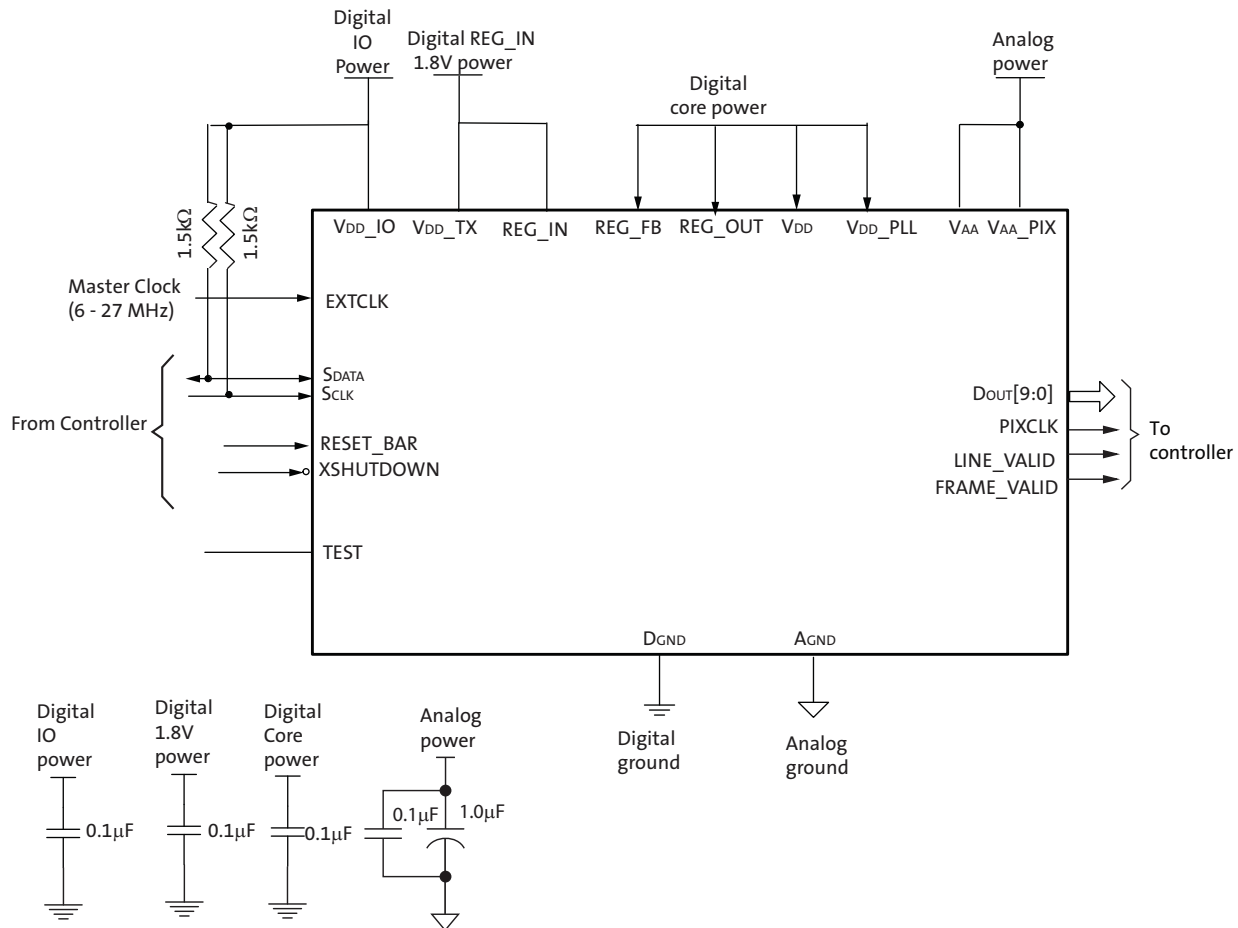 Digital
IO
Power
Digital REG_IN
1.8V power
Digital
core power
Analog
power
1.5kΩ
1.5kΩ
VDD_IO
VDD_TX
REG_IN
REG_FB
REG_OUT
VDD
VDD_PLL
VAA
VAA_PIX
Master Clock
(6 - 27 MHz)
EXTCLK
From Controller
SDATA
SCLK
RESET_BAR
XSHUTDOWN
TEST
DOUT[9:0]
PIXCLK
LINE_VALID
FRAME_VALID
To
controller
DGND
AGND
Digital
ground
Analog
ground
Digital
IO
power
0.1μF
Digital
1.8V
power
0.1μF
Digital
Core
power
0.1μF
Analog
power
0.1μF
1.0μF